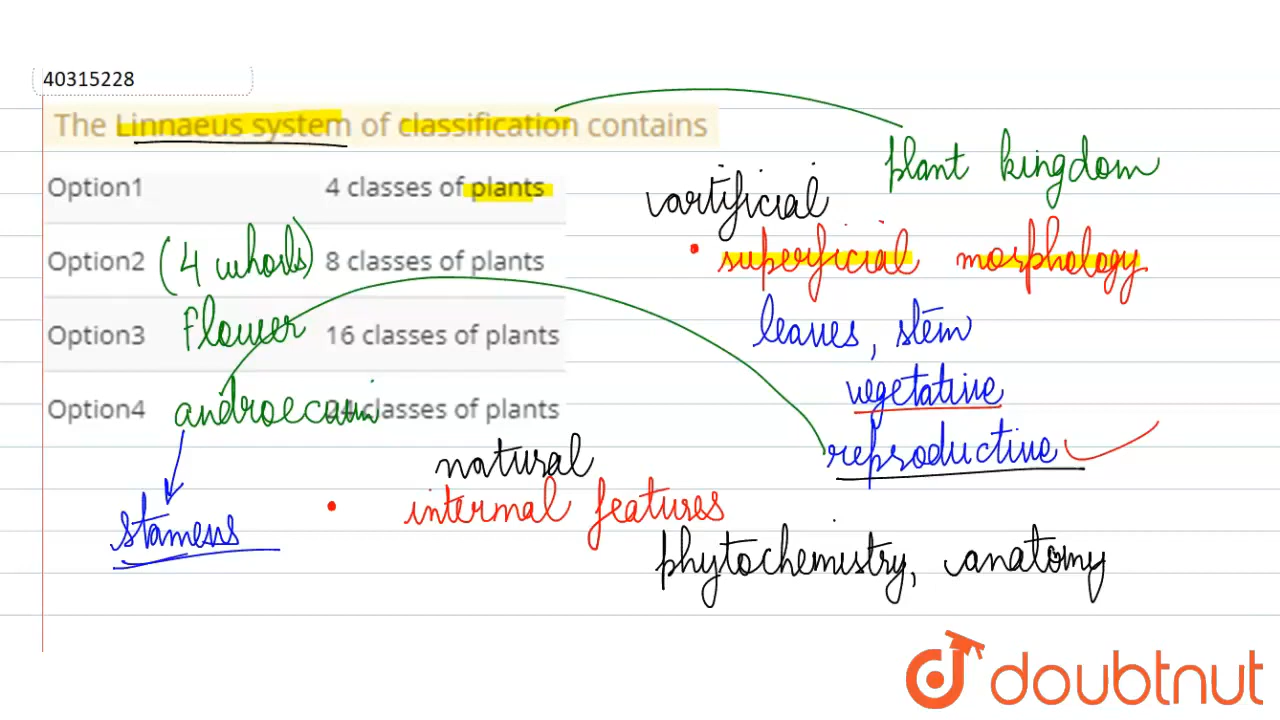 40315228
The Linnaeus system of classification contains
plant kingdom
Option1 4 classes of plants
artificial
• superficial morphology
Option2 (4 whorls) 8 classes of plants
leaves, stem
Option3 flower 16 classes of plants
vegetative
Option4 androecium 24 classes of plants
reproductive
natural
• internal features
stamens
phytochemistry, anatomy
doubtnut